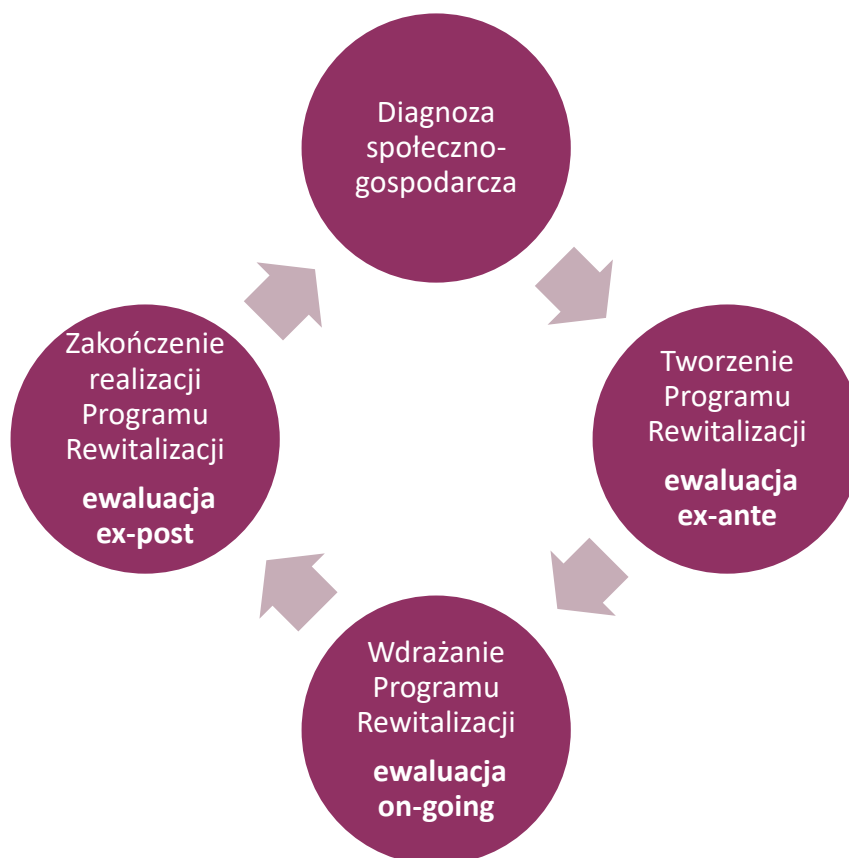 Diagnoza
społeczno-
gospodarcza
Zakończenie
realizacji
Programu
Rewitalizacji
ewaluacja
ex-post
Tworzenie
Programu
Rewitalizacji
ewaluacja
ex-ante
Wdrażanie
Programu
Rewitalizacji
ewaluacja
on-going